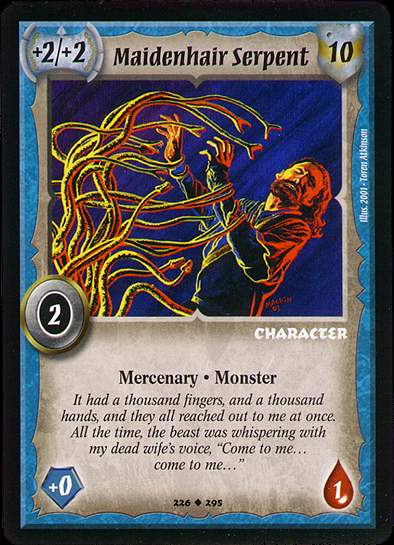 +2/+2
Maidenhair Serpent
10
Illus. 2001 • Toren Atkinson
2
CHARACTER
Mercenary • Monster
It had a thousand fingers, and a thousand
hands, and they all reached out to me at once.
All the time, the beast was whispering with
my dead wife's voice, “Come to me…
come to me…”
+0
226 ◆ 295
1